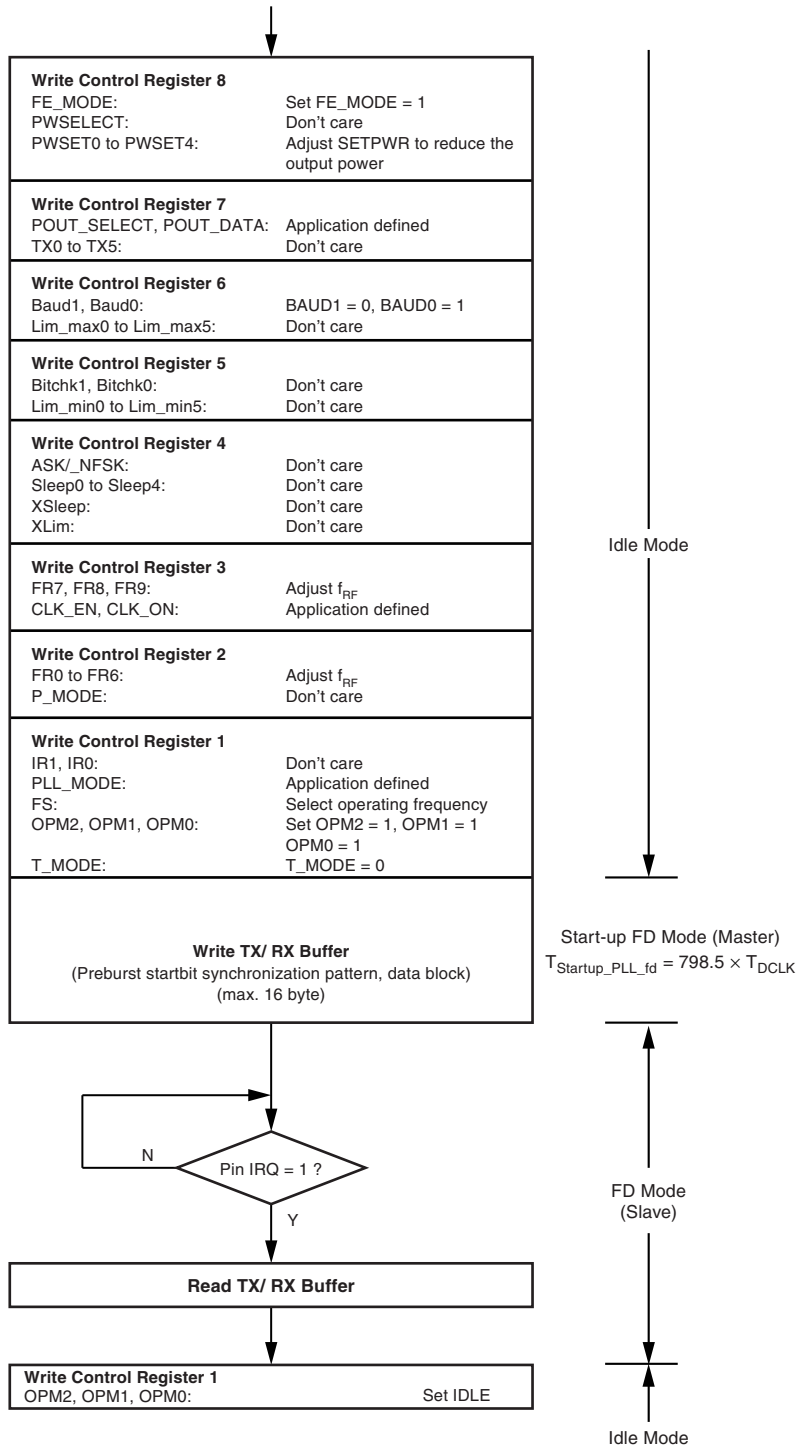 Write Control Register 8
FE_MODE: Set FE_MODE = 1
PWSELECT: Don't care
PWSET0 to PWSET4: Adjust SETPWR to reduce the
output power
Write Control Register 7
POUT_SELECT, POUT_DATA: Application defined
TX0 to TX5: Don't care
Write Control Register 6
Baud1, Baud0: BAUD1 = 0, BAUD0 = 1
Lim_max0 to Lim_max5: Don't care
Write Control Register 5
Bitchk1, Bitchk0: Don't care
Lim_min0 to Lim_min5: Don't care
Write Control Register 4
ASK/_NFSK: Don't care
Sleep0 to Sleep4: Don't care
XSleep: Don't care
XLim: Don't care
Idle Mode
Write Control Register 3
FR7, FR8, FR9: Adjust fRF
CLK_EN, CLK_ON: Application defined
Write Control Register 2
FR0 to FR6: Adjust fRF
P_MODE: Don't care
Write Control Register 1
IR1, IR0: Don't care
PLL_MODE: Application defined
FS: Select operating frequency
OPM2, OPM1, OPM0: Set OPM2 = 1, OPM1 = 1
OPM0 = 1
T_MODE: T_MODE = 0
Write TX/ RX Buffer
(Preburst startbit synchronization pattern, data block)
(max. 16 byte)
Start-up FD Mode (Master)
TStartup_PLL_fd = 798.5 × TDCLK
N
Pin IRQ = 1 ?
Y
FD Mode
(Slave)
Read TX/ RX Buffer
Write Control Register 1
OPM2, OPM1, OPM0: Set IDLE
Idle Mode